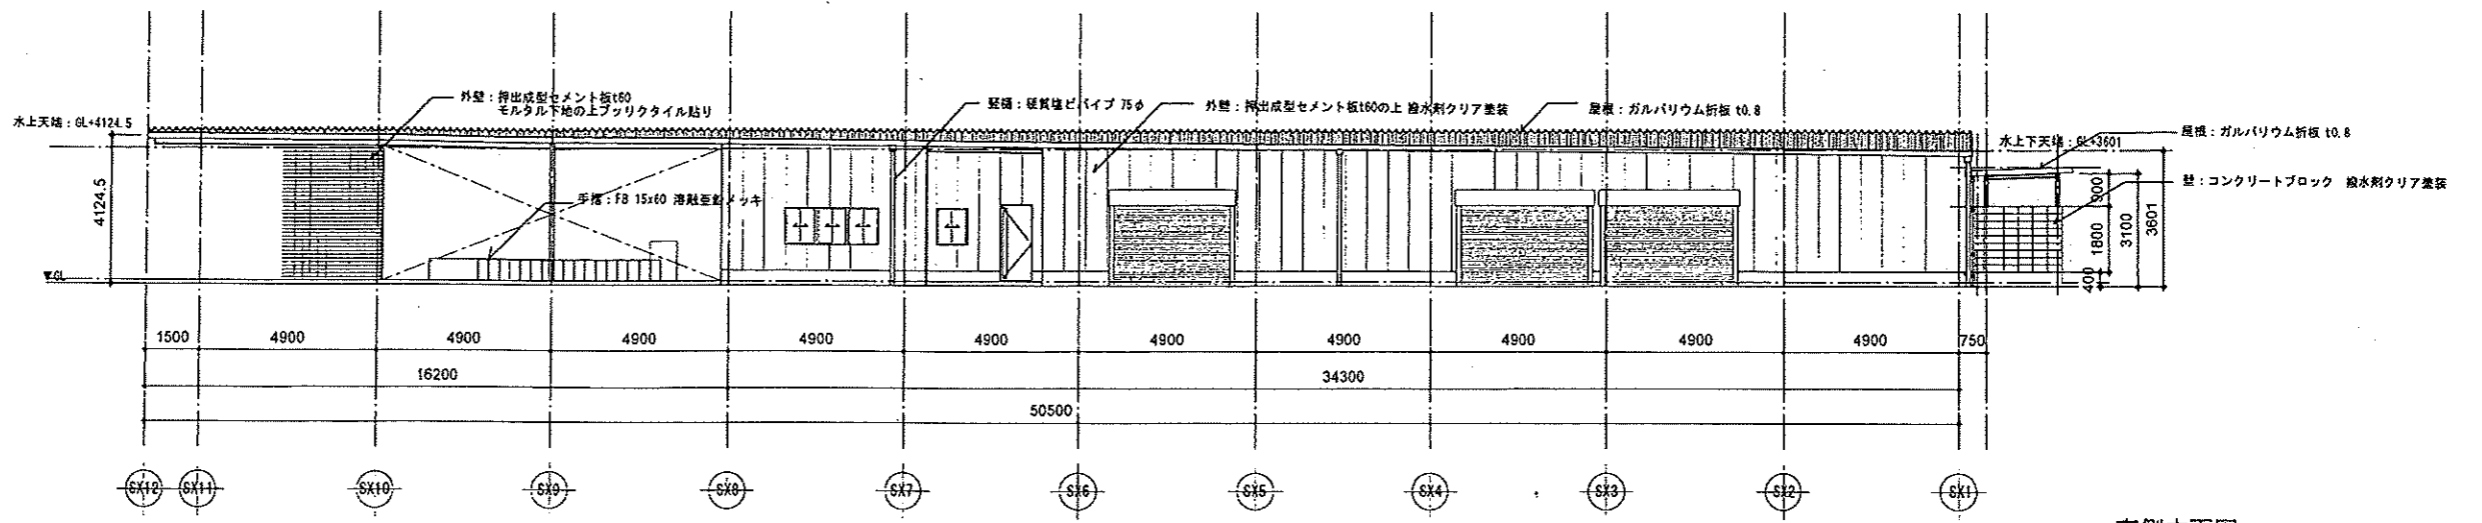 外壁：押出成型セメント板t60
モルタル下地の上ブッリクタイル貼り
竪樋：硬質塩ビパイプ 75φ
外壁：押出成型セメント板t60の上 撥水剤クリア塗装
屋根：ガルバリウム折板 t0.8
水上天端：GL+4124.5
水上下天端：GL+3601
屋根：ガルバリウム折板 t0.8
壁：コンクリートブロック 撥水剤クリア塗装
手摺：FB 15x60 溶融亜鉛メッキ
4124.5
900
1800
3100
3601
400
▼GL
1500 4900 4900 4900 4900 4900 4900 4900 4900 4900 4900 750
16200 34300
50500
SX12 SX11 SX10 SX9 SX8 SX7 SX6 SX5 SX4 SX3 SX2 SX1